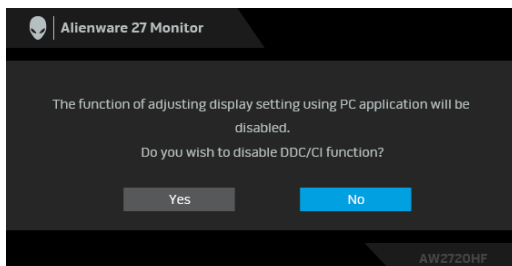 Alienware 27 Monitor
The function of adjusting display setting using PC application will be
disabled.
Do you wish to disable DDC/CI function?
Yes No
AW2720HF